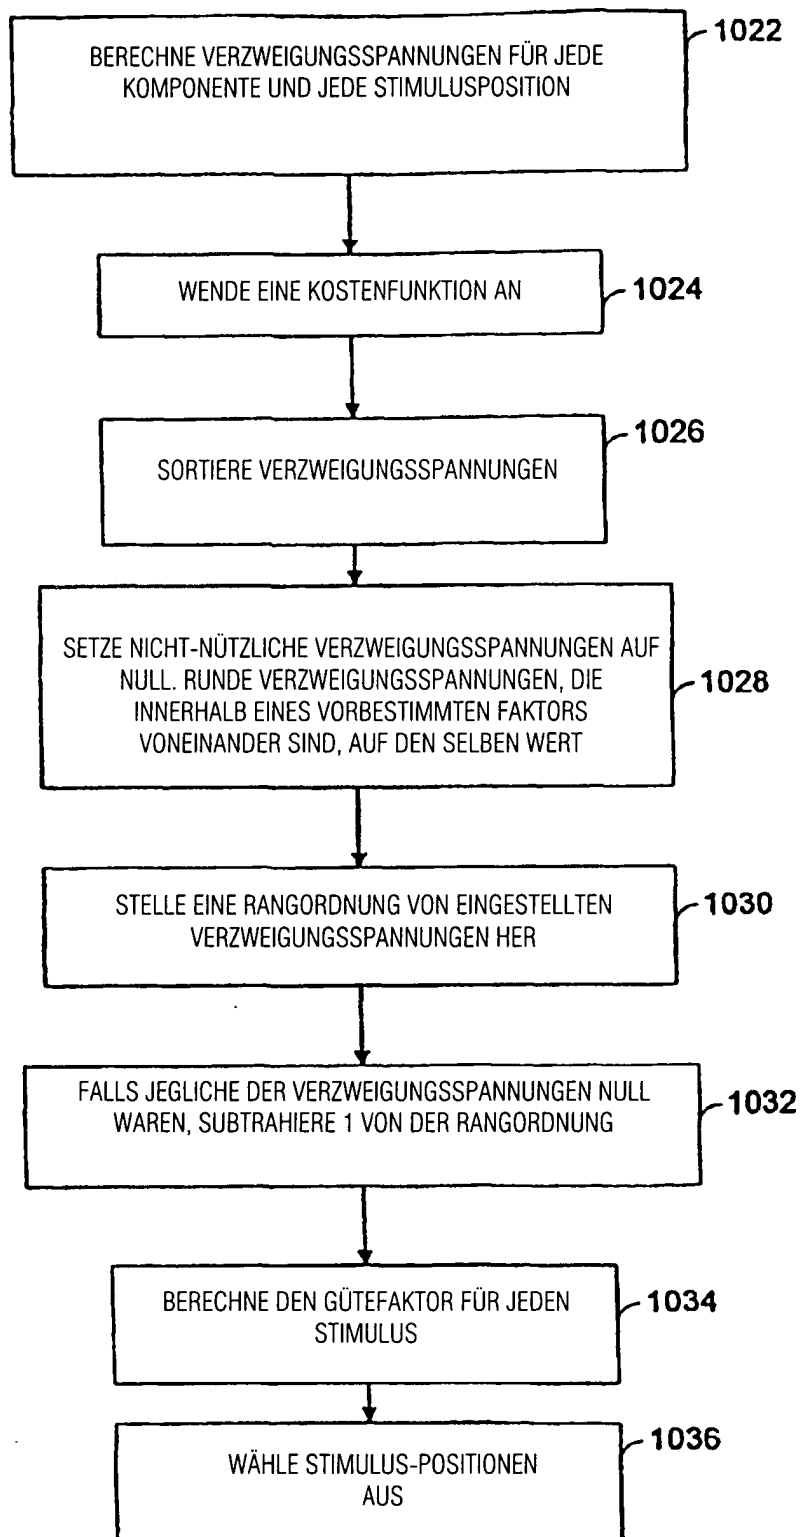 BERECHNE VERZWEIGUNGSSPANNUNGEN FÜR JEDE
KOMPONENTE UND JEDE STIMULUSPOSITION
1022
WENDE EINE KOSTENFUNKTION AN
1024
SORTIERE VERZWEIGUNGSSPANNUNGEN
1026
SETZE NICHT-NÜTZLICHE VERZWEIGUNGSSPANNUNGEN AUF
NULL. RUNDE VERZWEIGUNGSSPANNUNGEN, DIE
INNERHALB EINES VORBESTIMMTEN FAKTORS
VONEINANDER SIND, AUF DEN SELBEN WERT
1028
STELLE EINE RANGORDNUNG VON EINGESTELLTEN
VERZWEIGUNGSSPANNUNGEN HER
1030
FALLS JEGLICHE DER VERZWEIGUNGSSPANNUNGEN NULL
WAREN, SUBTRAHIERE 1 VON DER RANGORDNUNG
1032
BERECHNE DEN GÜTEFAKTOR FÜR JEDEN
STIMULUS
1034
WÄHLE STIMULUS-POSITIONEN
AUS
1036